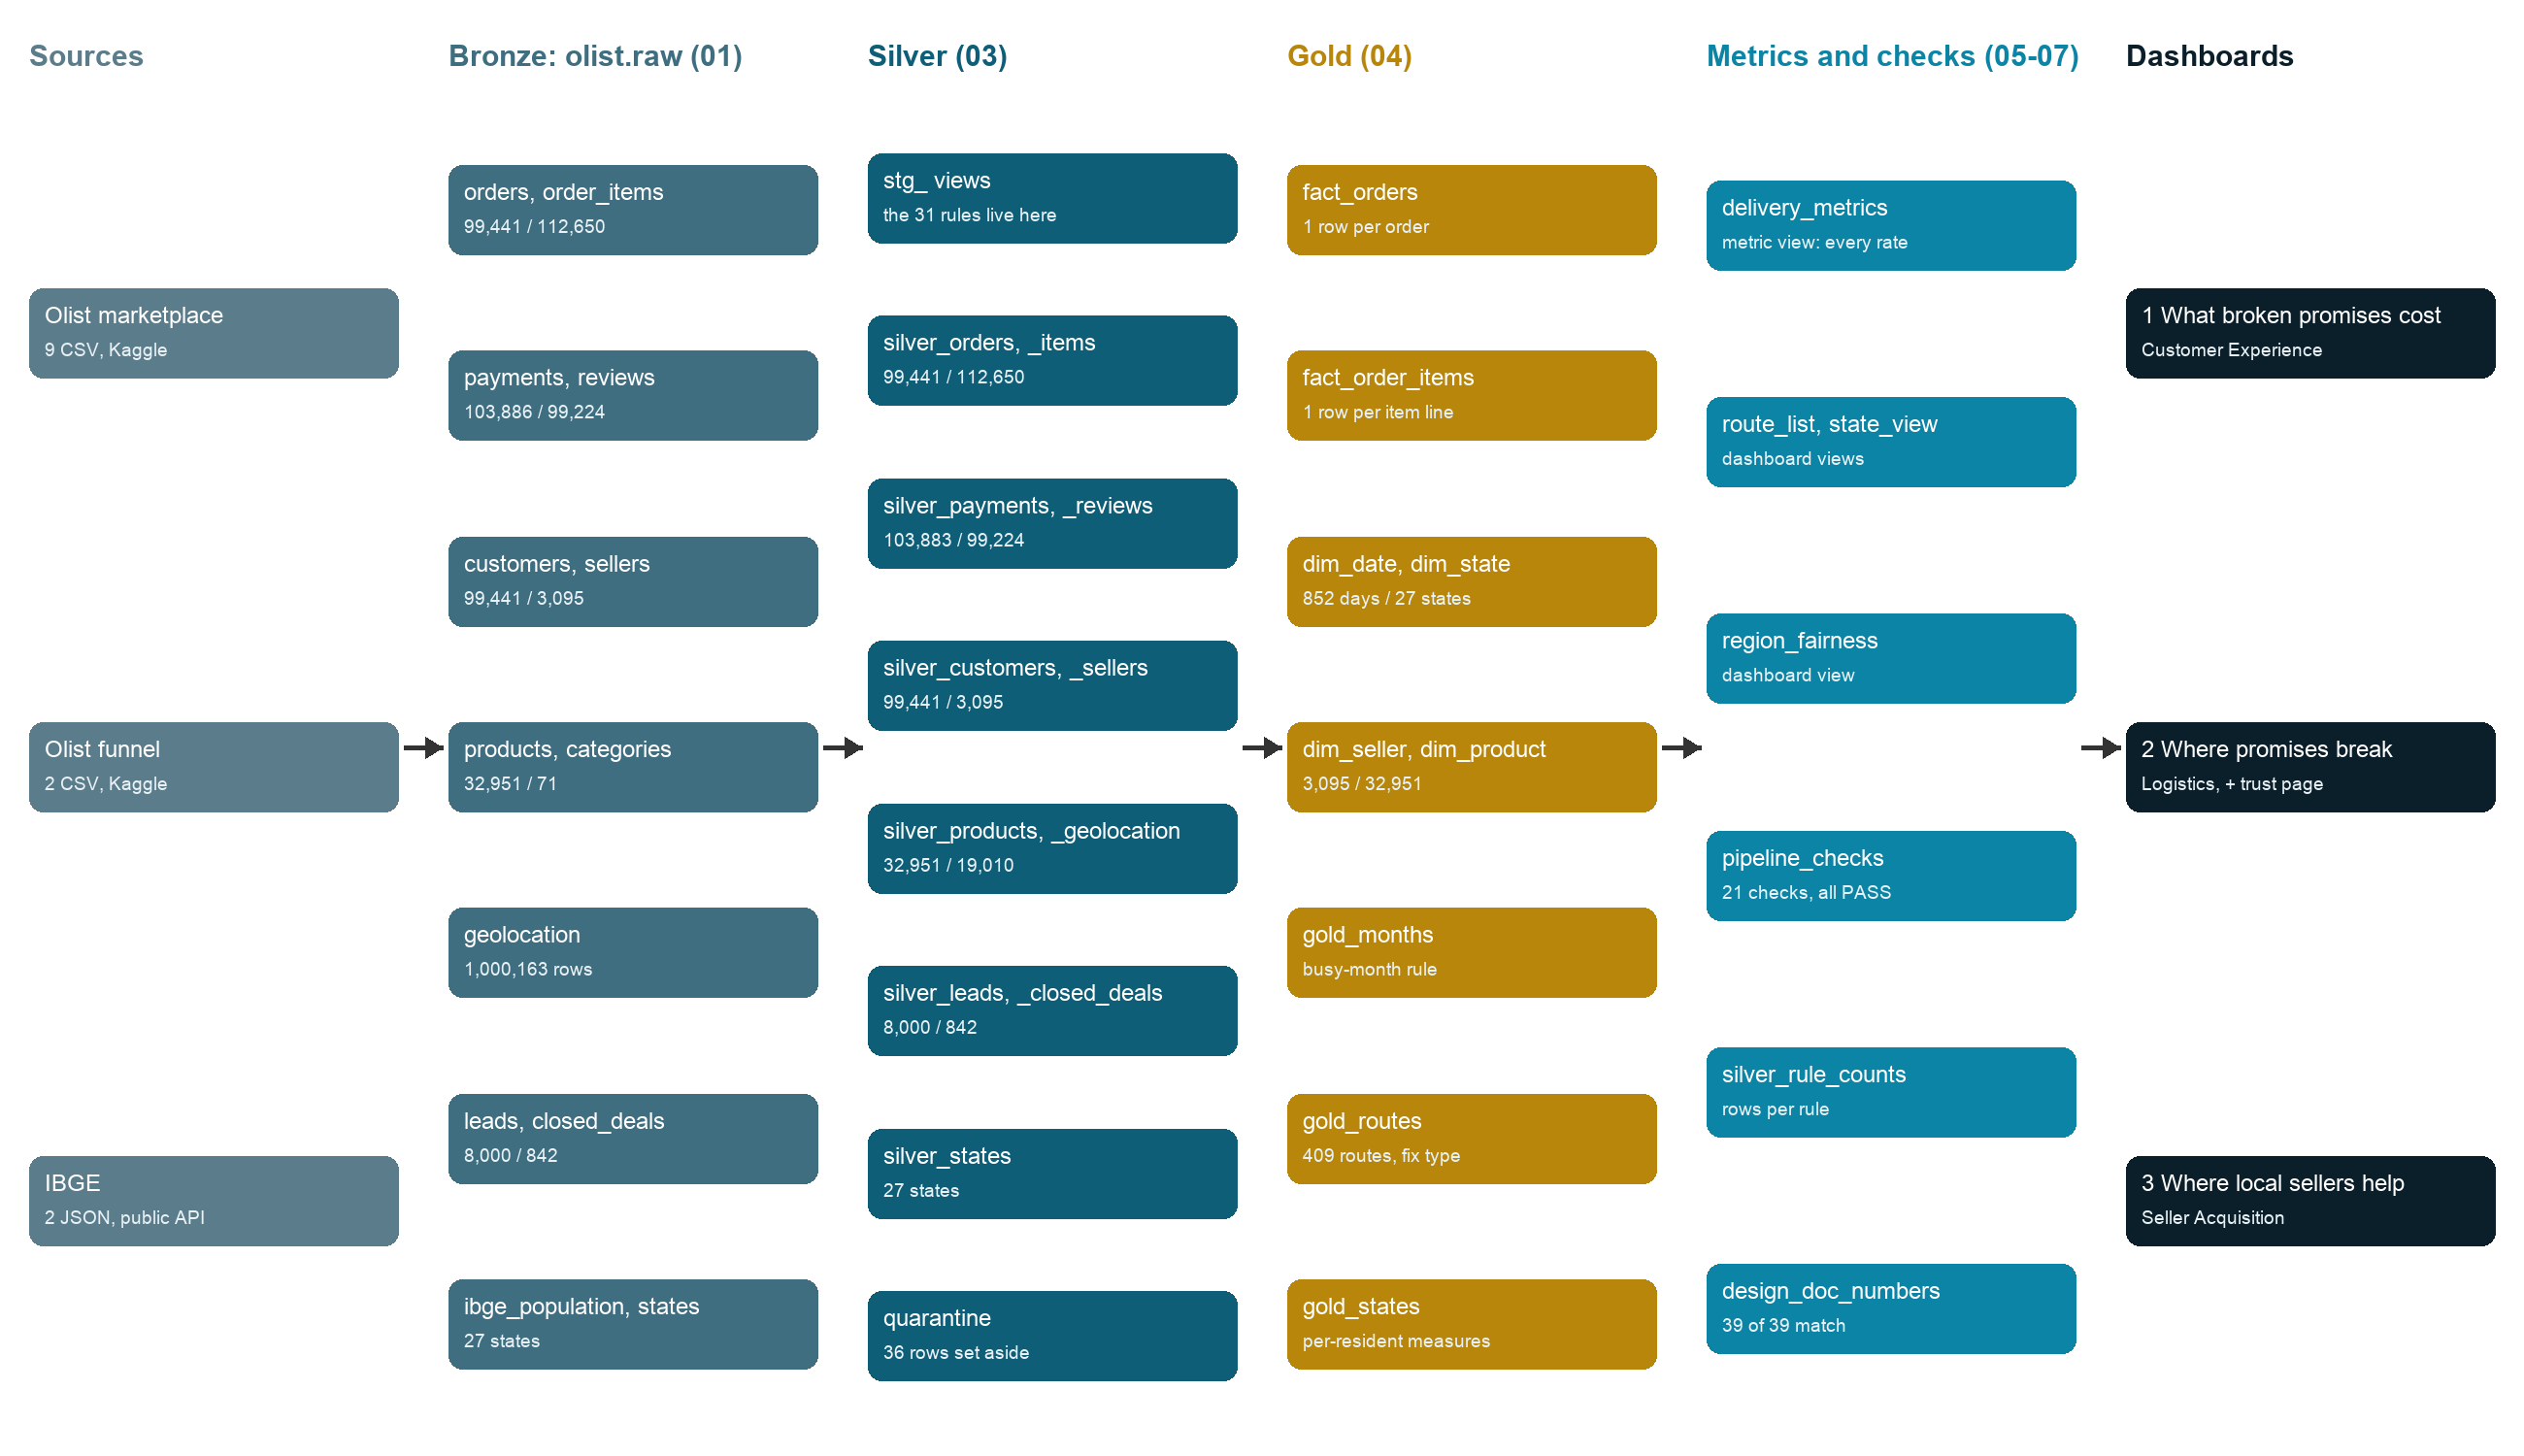 Sources
Olist marketplace
9 CSV, Kaggle
Olist funnel
2 CSV, Kaggle
IBGE
2 JSON, public API
Bronze: olist.raw (01)
orders, order_items
99,441 / 112,650
payments, reviews
103,886 / 99,224
customers, sellers
99,441 / 3,095
products, categories
32,951 / 71
geolocation
1,000,163 rows
leads, closed_deals
8,000 / 842
ibge_population, states
27 states
Silver (03)
stg_ views
the 31 rules live here
silver_orders, _items
99,441 / 112,650
silver_payments, _reviews
103,883 / 99,224
silver_customers, _sellers
99,441 / 3,095
silver_products, _geolocation
32,951 / 19,010
silver_leads, _closed_deals
8,000 / 842
silver_states
27 states
quarantine
36 rows set aside
Gold (04)
fact_orders
1 row per order
fact_order_items
1 row per item line
dim_date, dim_state
852 days / 27 states
dim_seller, dim_product
3,095 / 32,951
gold_months
busy-month rule
gold_routes
409 routes, fix type
gold_states
per-resident measures
Metrics and checks (05-07)
delivery_metrics
metric view: every rate
route_list, state_view
dashboard views
region_fairness
dashboard view
pipeline_checks
21 checks, all PASS
silver_rule_counts
rows per rule
design_doc_numbers
39 of 39 match
Dashboards
1 What broken promises cost
Customer Experience
2 Where promises break
Logistics, + trust page
3 Where local sellers help
Seller Acquisition